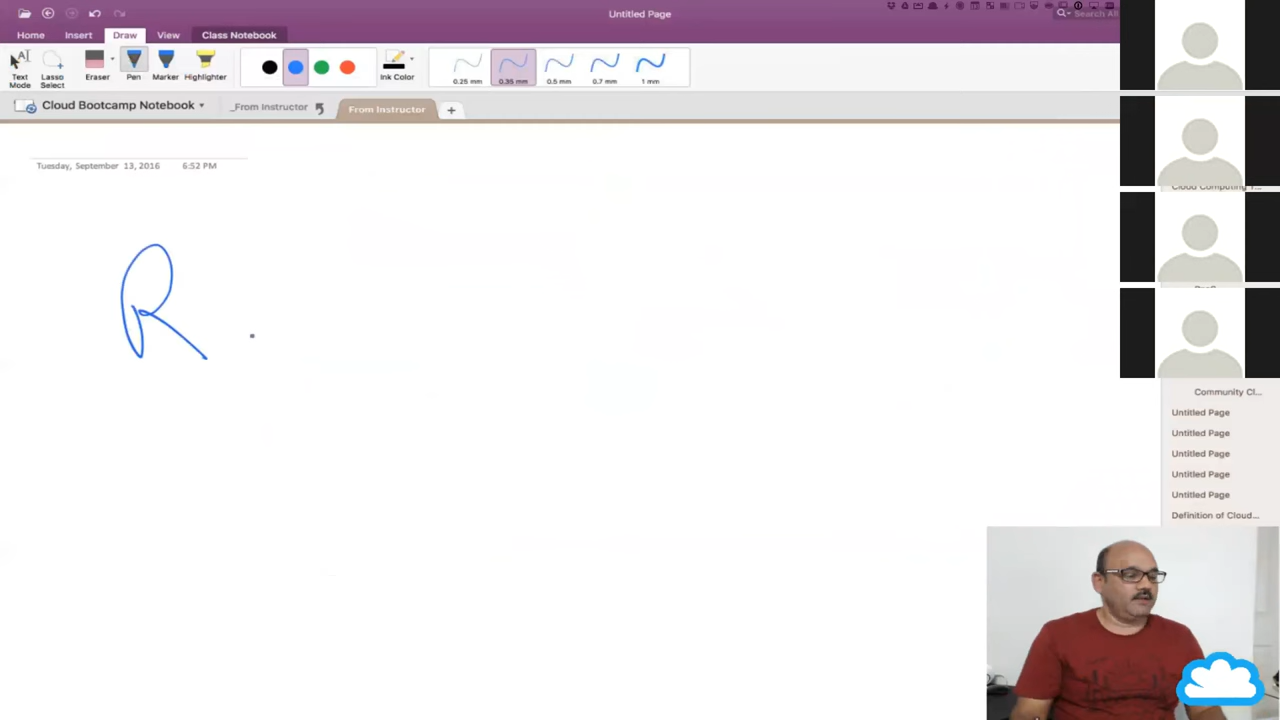 Untitled Page
Search All
Home Insert Draw View Class Notebook
Text Mode
Lasso Select
Eraser
Pen
Marker
Highlighter
Ink Color
0.25 mm
0.35 mm
0.5 mm
0.7 mm
1 mm
Cloud Bootcamp Notebook
_From Instructor
From Instructor
Tuesday, September 13, 2016 6:52 PM
R
Community Cl...
Untitled Page
Untitled Page
Untitled Page
Untitled Page
Untitled Page
Definition of Cloud...